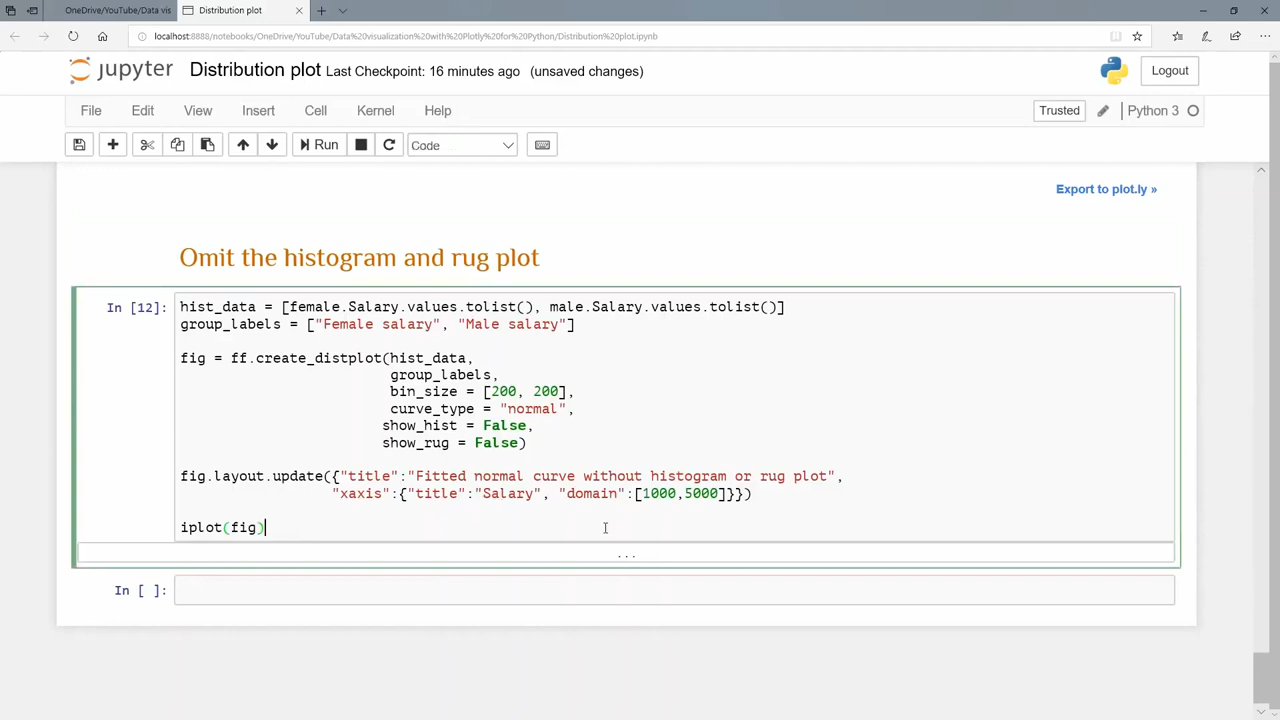 OneDrive/YouTube/Data vis
Distribution plot
localhost:8888/notebooks/OneDrive/YouTube/Data%20visualization%20with%20Plotly%20for%20Python/Distribution%20plot.ipynb
jupyter Distribution plot Last Checkpoint: 16 minutes ago (unsaved changes)
Logout
File Edit View Insert Cell Kernel Help
Trusted Python 3
Run Code
Export to plot.ly »
Omit the histogram and rug plot
In [12]: hist_data = [female.Salary.values.tolist(), male.Salary.values.tolist()]
group_labels = ["Female salary", "Male salary"]
fig = ff.create_distplot(hist_data,
group_labels,
bin_size = [200, 200],
curve_type = "normal",
show_hist = False,
show_rug = False)
fig.layout.update({"title":"Fitted normal curve without histogram or rug plot",
"xaxis":{"title":"Salary", "domain":[1000,5000]}})
iplot(fig)
...
In [ ]: